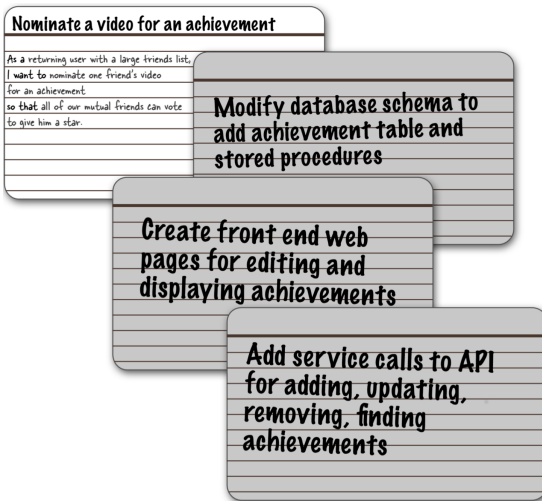 Nominate a video for an achievement
As a returning user with a large friends list,
I want to nominate one friend's video
for an achievement
so that all of our mutual friends can vote
to give him a star.
Modify database schema to
add achievement table and
stored procedures
Create front end web
pages for editing and
displaying achievements
Add service calls to API
for adding, updating,
removing, finding
achievements